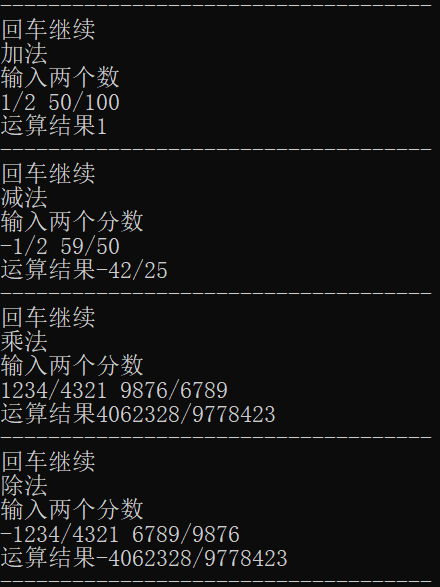 ------------------------------------
回车继续
加法
输入两个数
1/2 50/100
运算结果1
------------------------------------
回车继续
减法
输入两个分数
-1/2 59/50
运算结果-42/25
------------------------------------
回车继续
乘法
输入两个分数
1234/4321 9876/6789
运算结果4062328/9778423
------------------------------------
回车继续
除法
输入两个分数
-1234/4321 6789/9876
运算结果-4062328/9778423
------------------------------------